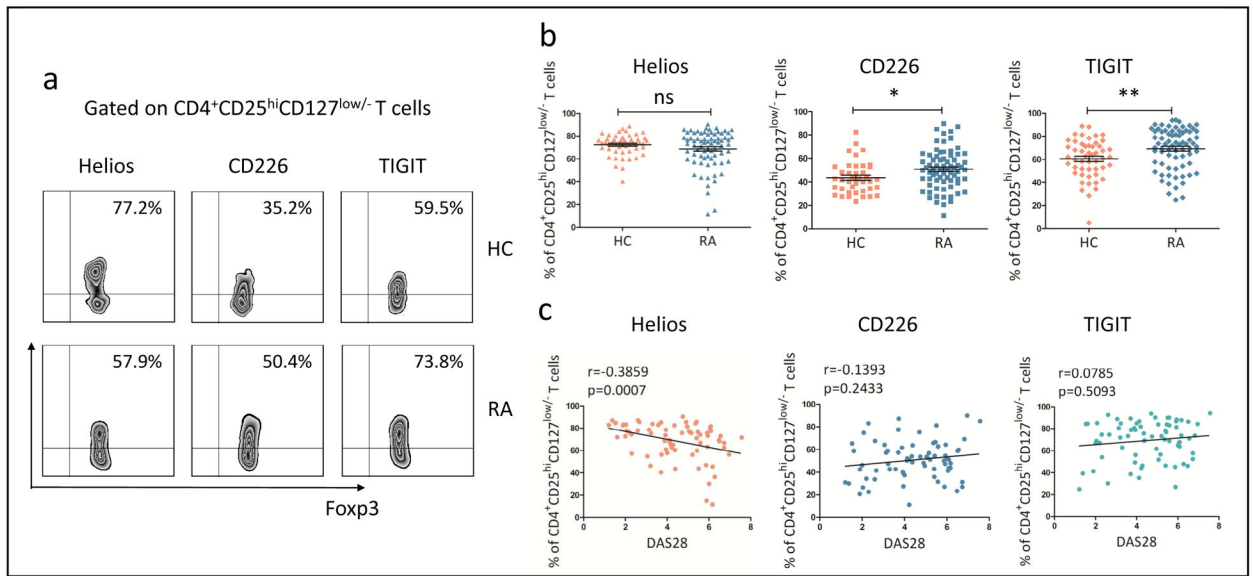 a
Gated on CD4+CD25hiCD127low/- T cells
Helios CD226 TIGIT
77.2% 35.2% 59.5%
HC
57.9% 50.4% 73.8%
RA
Foxp3
b
Helios
ns
% of CD4+CD25hiCD127low/- T cells
100
80
60
40
20
0
HC RA
CD226
*
% of CD4+CD25hiCD127low/- T cells
100
80
60
40
20
0
HC RA
TIGIT
**
% of CD4+CD25hiCD127low/- T cells
100
80
60
40
20
0
HC RA
c
Helios
r=-0.3859
p=0.0007
% of CD4+CD25hiCD127low/- T cells
100
80
60
40
20
0
0 2 4 6 8
DAS28
CD226
r=-0.1393
p=0.2433
% of CD4+CD25hiCD127low/- T cells
100
80
60
40
20
0
0 2 4 6 8
DAS28
TIGIT
r=0.0785
p=0.5093
% of CD4+CD25hiCD127low/- T cells
100
80
60
40
20
0
0 2 4 6 8
DAS28